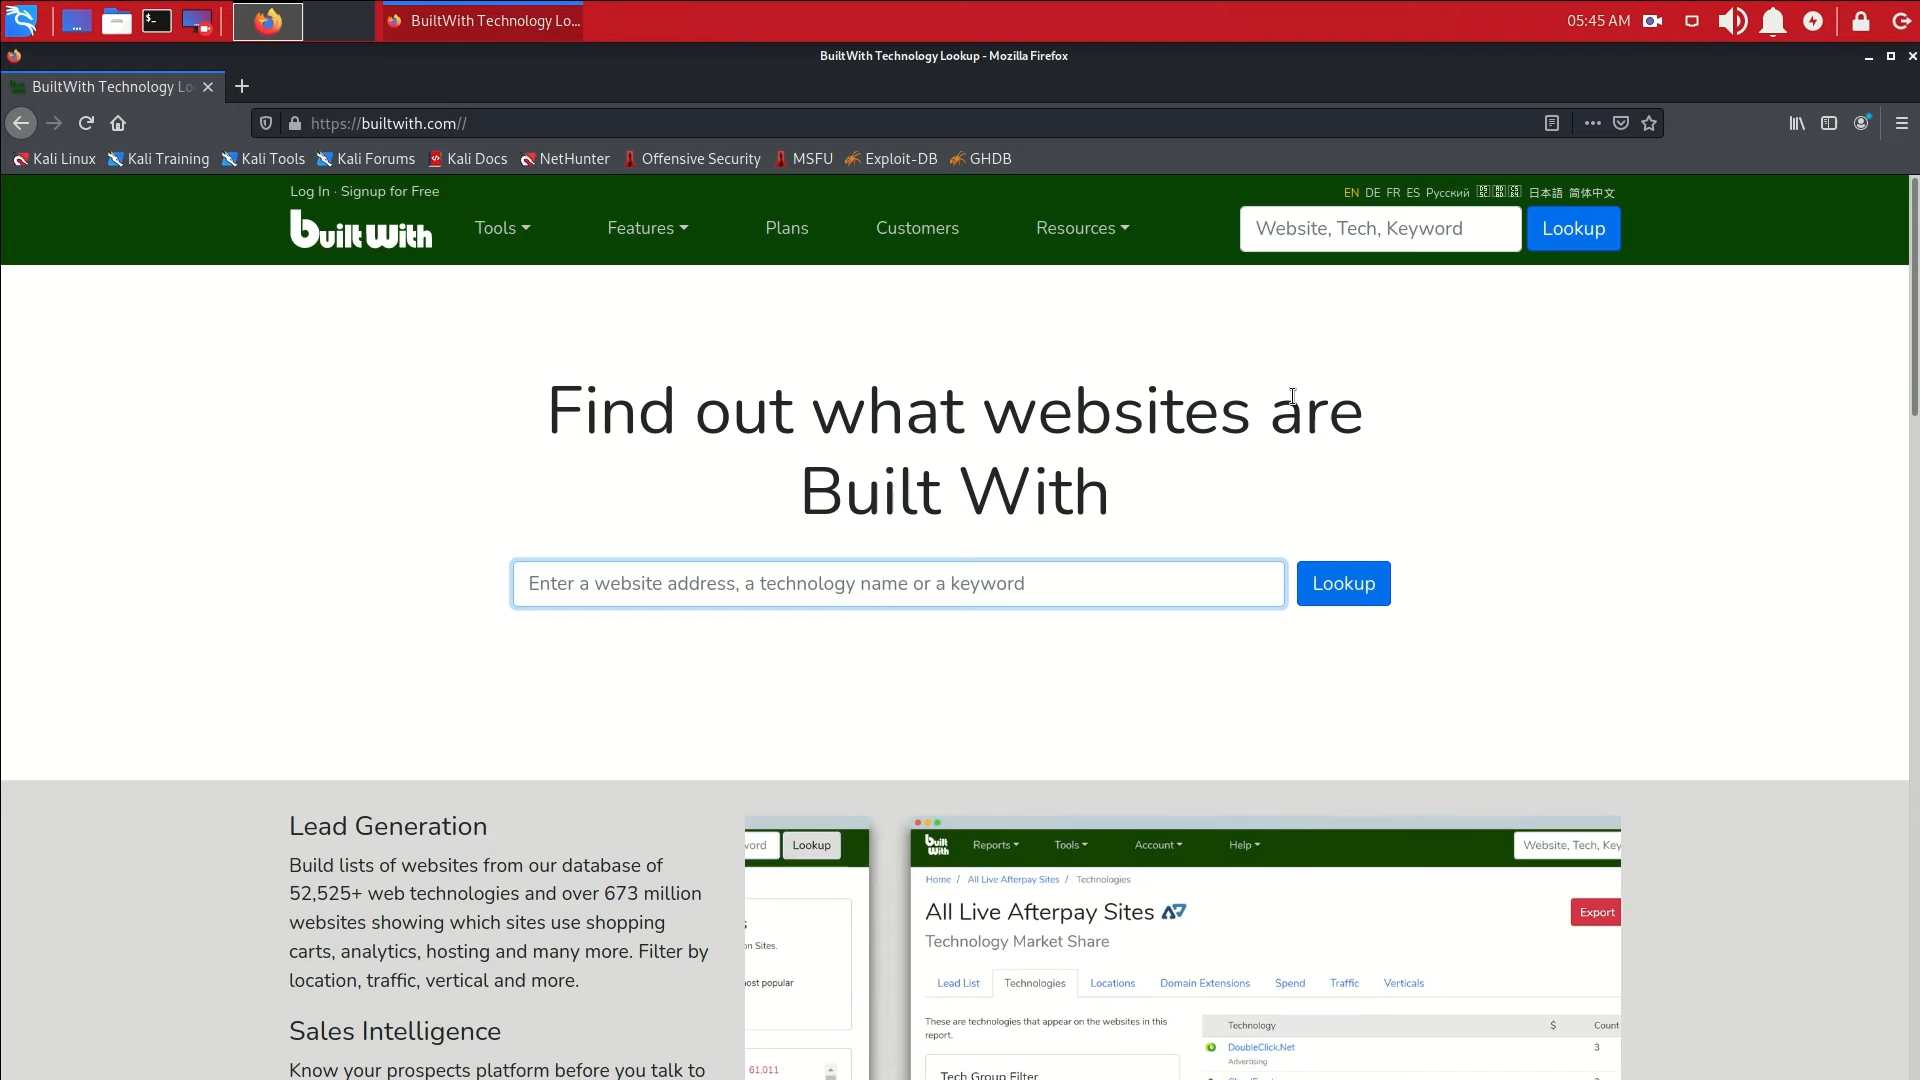 BuiltWith Technology Lo...
05:45 AM
BuiltWith Technology Lookup - Mozilla Firefox
BuiltWith Technology Lo
https://builtwith.com//
Kali Linux Kali Training Kali Tools Kali Forums Kali Docs NetHunter Offensive Security MSFU Exploit-DB GHDB
Log In · Signup for Free
EN DE FR ES Русский 日本語 简体中文
built With Tools Features Plans Customers Resources Website, Tech, Keyword Lookup
Find out what websites are
Built With
Enter a website address, a technology name or a keyword Lookup
Lead Generation
Build lists of websites from our database of
52,525+ web technologies and over 673 million
websites showing which sites use shopping
carts, analytics, hosting and many more. Filter by
location, traffic, vertical and more.
Sales Intelligence
Know your prospects platform before you talk to
Lookup
on Sites.
ost popular
61.011
built With Reports Tools Account Help Website, Tech, Key
Home / All Live Afterpay Sites / Technologies
All Live Afterpay Sites
Export
Technology Market Share
Lead List Technologies Locations Domain Extensions Spend Traffic Verticals
These are technologies that appear on the websites in this
report.
Tech Group Filter
Technology $ Count
DoubleClick.Net 3
Advertising